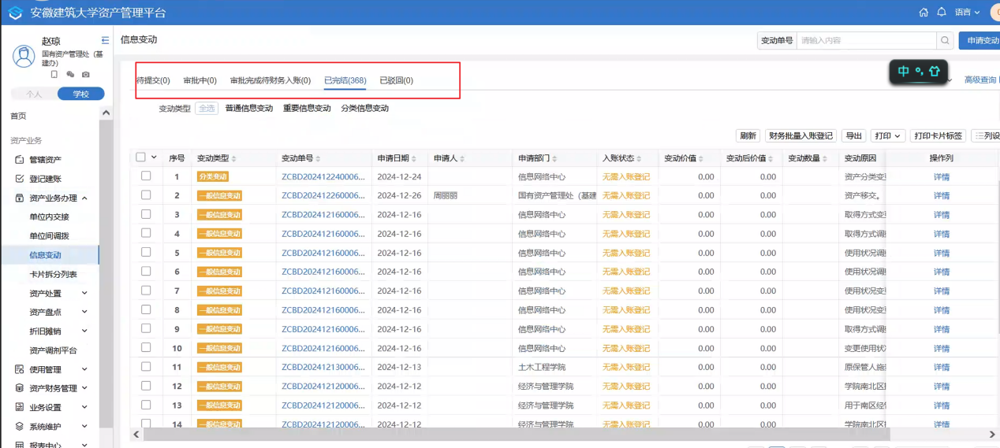 安徽建筑大学资产管理平台
语言
赵琼
国有资产管理处（基建办）
个人 学校
首页
资产业务
管辖资产
登记建账
资产业务办理
单位内交接
单位间调拨
信息变动
卡片拆分列表
资产处置
资产盘点
折旧摊销
资产调剂平台
使用管理
资产财务管理
业务设置
系统维护
报表中心
信息变动
变动单号 请输入内容 申请变动
待提交(0) 审批中(0) 审批完成待财务入账(0) 已完结(368) 已驳回(0)
中 °,
高级查询
变动类型 全选 普通信息变动 重要信息变动 分类信息变动
刷新 财务批量入账登记 导出 打印 打印卡片标签 列设
序号 变动类型 变动单号 申请日期 申请人 申请部门 入账状态 变动价值 变动后价值 变动数量 变动原因 操作列
1 分类变动 ZCBD202412240006... 2024-12-24 信息网络中心 无需入账登记 0.00 0.00 资产分类变 详情
2 一般信息变动 ZCBD202412260006... 2024-12-26 周丽丽 国有资产管理处（基建 无需入账登记 0.00 0.00 资产移交。 详情
3 一般信息变动 ZCBD202412160006... 2024-12-16 信息网络中心 无需入账登记 0.00 0.00 取得方式变 详情
4 一般信息变动 ZCBD202412160006... 2024-12-16 信息网络中心 无需入账登记 0.00 0.00 取得方式调 详情
5 一般信息变动 ZCBD202412160006... 2024-12-16 信息网络中心 无需入账登记 0.00 0.00 使用状况调 详情
6 一般信息变动 ZCBD202412160006... 2024-12-16 信息网络中心 无需入账登记 0.00 0.00 使用状况调 详情
7 一般信息变动 ZCBD202412160006... 2024-12-16 信息网络中心 无需入账登记 0.00 0.00 使用状况调 详情
8 一般信息变动 ZCBD202412160006... 2024-12-16 信息网络中心 无需入账登记 0.00 0.00 使用状况变 详情
9 一般信息变动 ZCBD202412160006... 2024-12-16 信息网络中心 无需入账登记 0.00 0.00 取得方式调 详情
10 一般信息变动 ZCBD202412160006... 2024-12-16 信息网络中心 无需入账登记 0.00 0.00 变更使用状 详情
11 一般信息变动 ZCBD202412130006... 2024-12-13 土木工程学院 无需入账登记 0.00 0.00 原保管人施 详情
12 一般信息变动 ZCBD202412120006... 2024-12-12 经济与管理学院 无需入账登记 0.00 0.00 学院南北区 详情
13 一般信息变动 ZCBD202412120006... 2024-12-12 经济与管理学院 无需入账登记 0.00 0.00 用于南区经 详情
14 一般信息变动 ZCBD202412120006... 2024-12-12 经济与管理学院 无需入账登记 0.00 0.00 学院南北区 详情